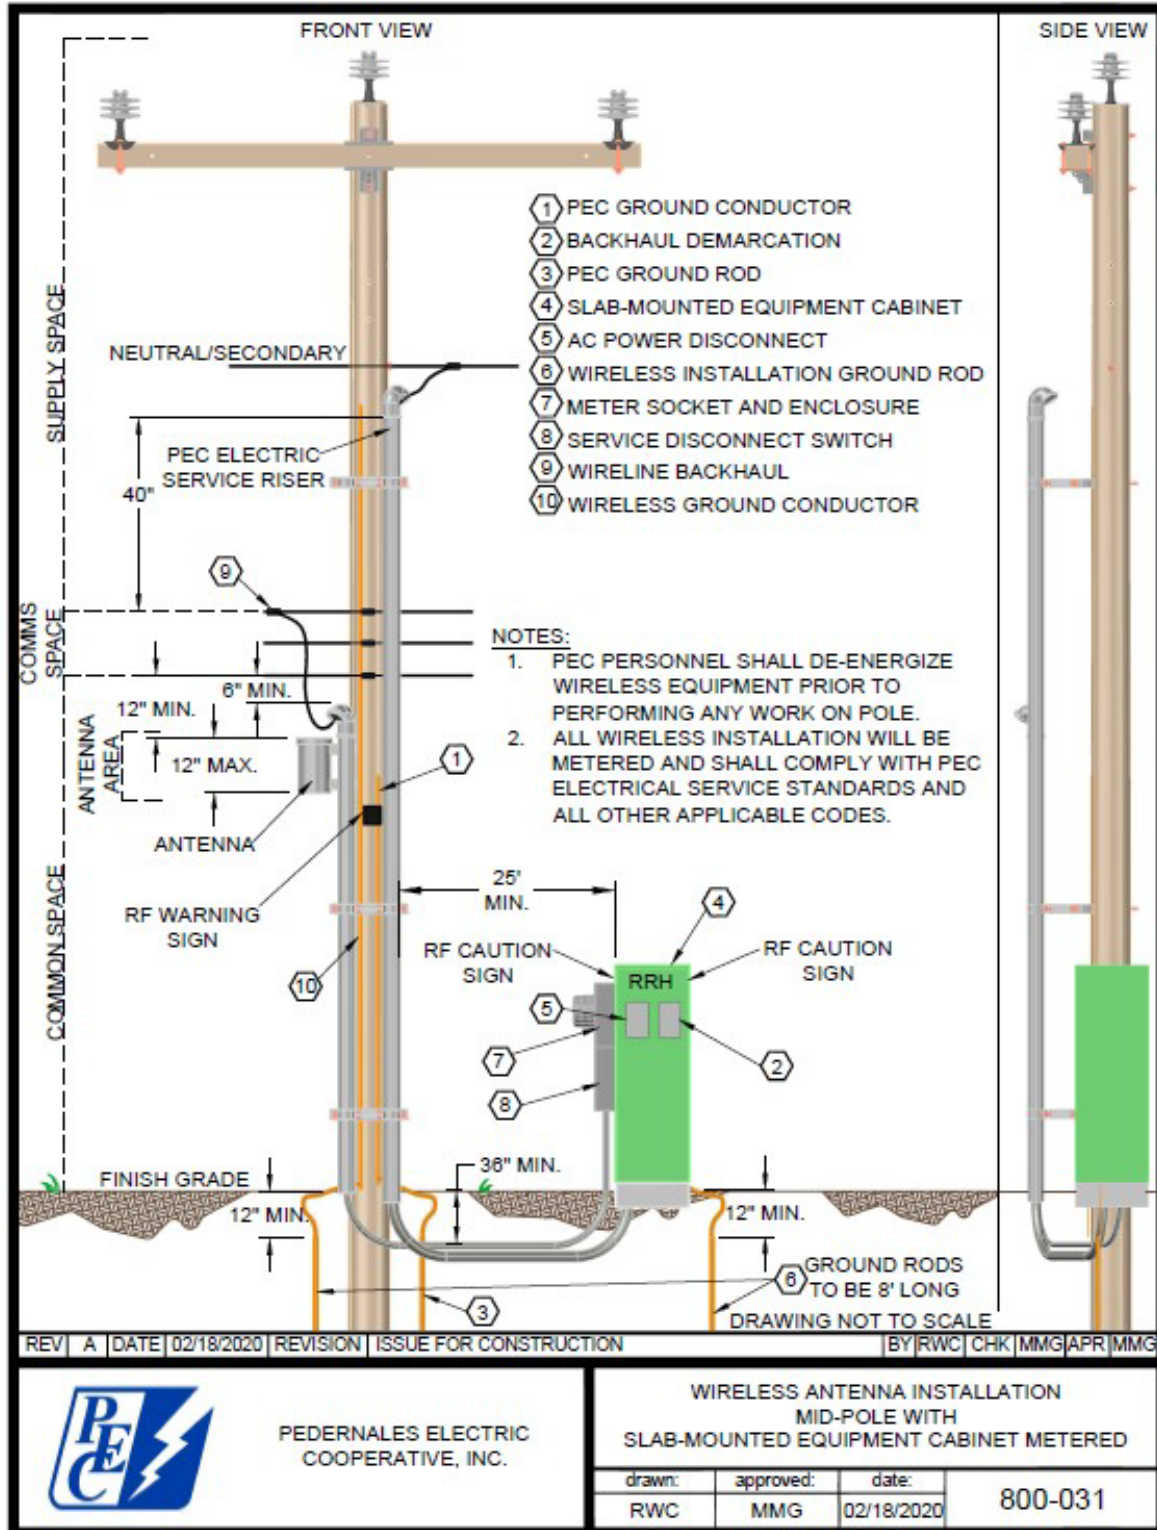 FRONT VIEW
SIDE VIEW
1 PEC GROUND CONDUCTOR
2 BACKHAUL DEMARCATION
3 PEC GROUND ROD
4 SLAB-MOUNTED EQUIPMENT CABINET
5 AC POWER DISCONNECT
6 WIRELESS INSTALLATION GROUND ROD
7 METER SOCKET AND ENCLOSURE
8 SERVICE DISCONNECT SWITCH
9 WIRELINE BACKHAUL
10 WIRELESS GROUND CONDUCTOR
SUPPLY SPACE
NEUTRAL/SECONDARY
PEC ELECTRIC
SERVICE RISER
40"
9
COMMS
SPACE
6" MIN.
12" MIN.
ANTENNA
AREA
12" MAX.
1
ANTENNA
NOTES:
1. PEC PERSONNEL SHALL DE-ENERGIZE
WIRELESS EQUIPMENT PRIOR TO
PERFORMING ANY WORK ON POLE.
2. ALL WIRELESS INSTALLATION WILL BE
METERED AND SHALL COMPLY WITH PEC
ELECTRICAL SERVICE STANDARDS AND
ALL OTHER APPLICABLE CODES.
COMMON SPACE
RF WARNING
SIGN
10
25'
MIN.
4
RF CAUTION
SIGN
RRH
RF CAUTION
SIGN
5
7
2
8
36" MIN.
FINISH GRADE
12" MIN.
12" MIN.
6
GROUND RODS
TO BE 8' LONG
3
DRAWING NOT TO SCALE
REV A DATE 02/18/2020 REVISION ISSUE FOR CONSTRUCTION BY RWC CHK MMG APR MMG
PEC
PEDERNALES ELECTRIC
COOPERATIVE, INC.
WIRELESS ANTENNA INSTALLATION
MID-POLE WITH
SLAB-MOUNTED EQUIPMENT CABINET METERED
drawn: approved: date:
RWC MMG 02/18/2020
800-031